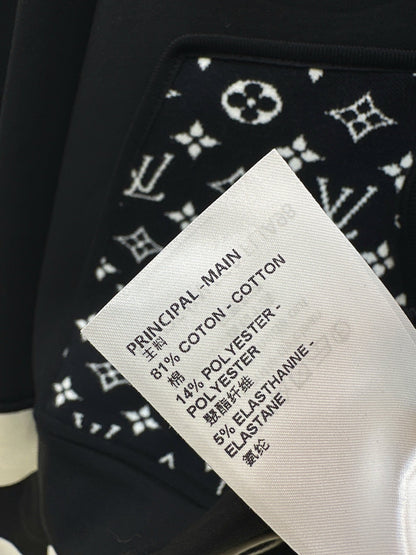 PRINCIPAL -MAIN
主料
81% COTON - COTTON
棉
14% POLYESTER -
POLYESTER
聚酯纤维
5% ELASTHANNE -
ELASTANE
氨纶